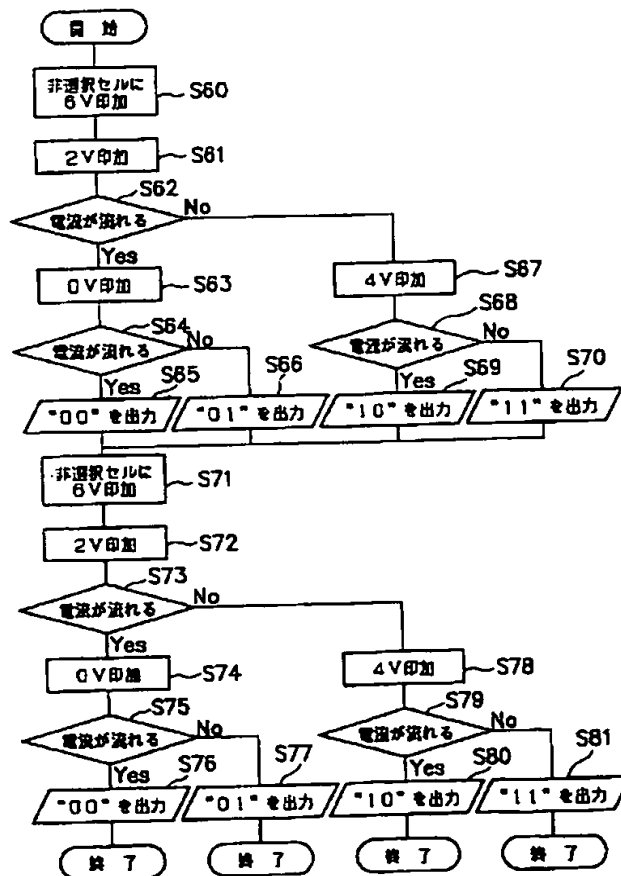 開始
非選択セルに
6V印加
S60
2V印加
S61
S62
電流が流れる
No
Yes
0V印加
S63
4V印加
S67
S64
電流が流れる
No
S68
電流が流れる
No
Yes
S65
S66
Yes
S69
S70
"00"を出力
"01"を出力
"10"を出力
"11"を出力
非選択セルに
6V印加
S71
2V印加
S72
S73
電流が流れる
No
Yes
0V印加
S74
4V印加
S78
S75
電流が流れる
No
S79
電流が流れる
No
Yes
S76
S77
Yes
S80
S81
"00"を出力
"01"を出力
"10"を出力
"11"を出力
終了
終了
終了
終了